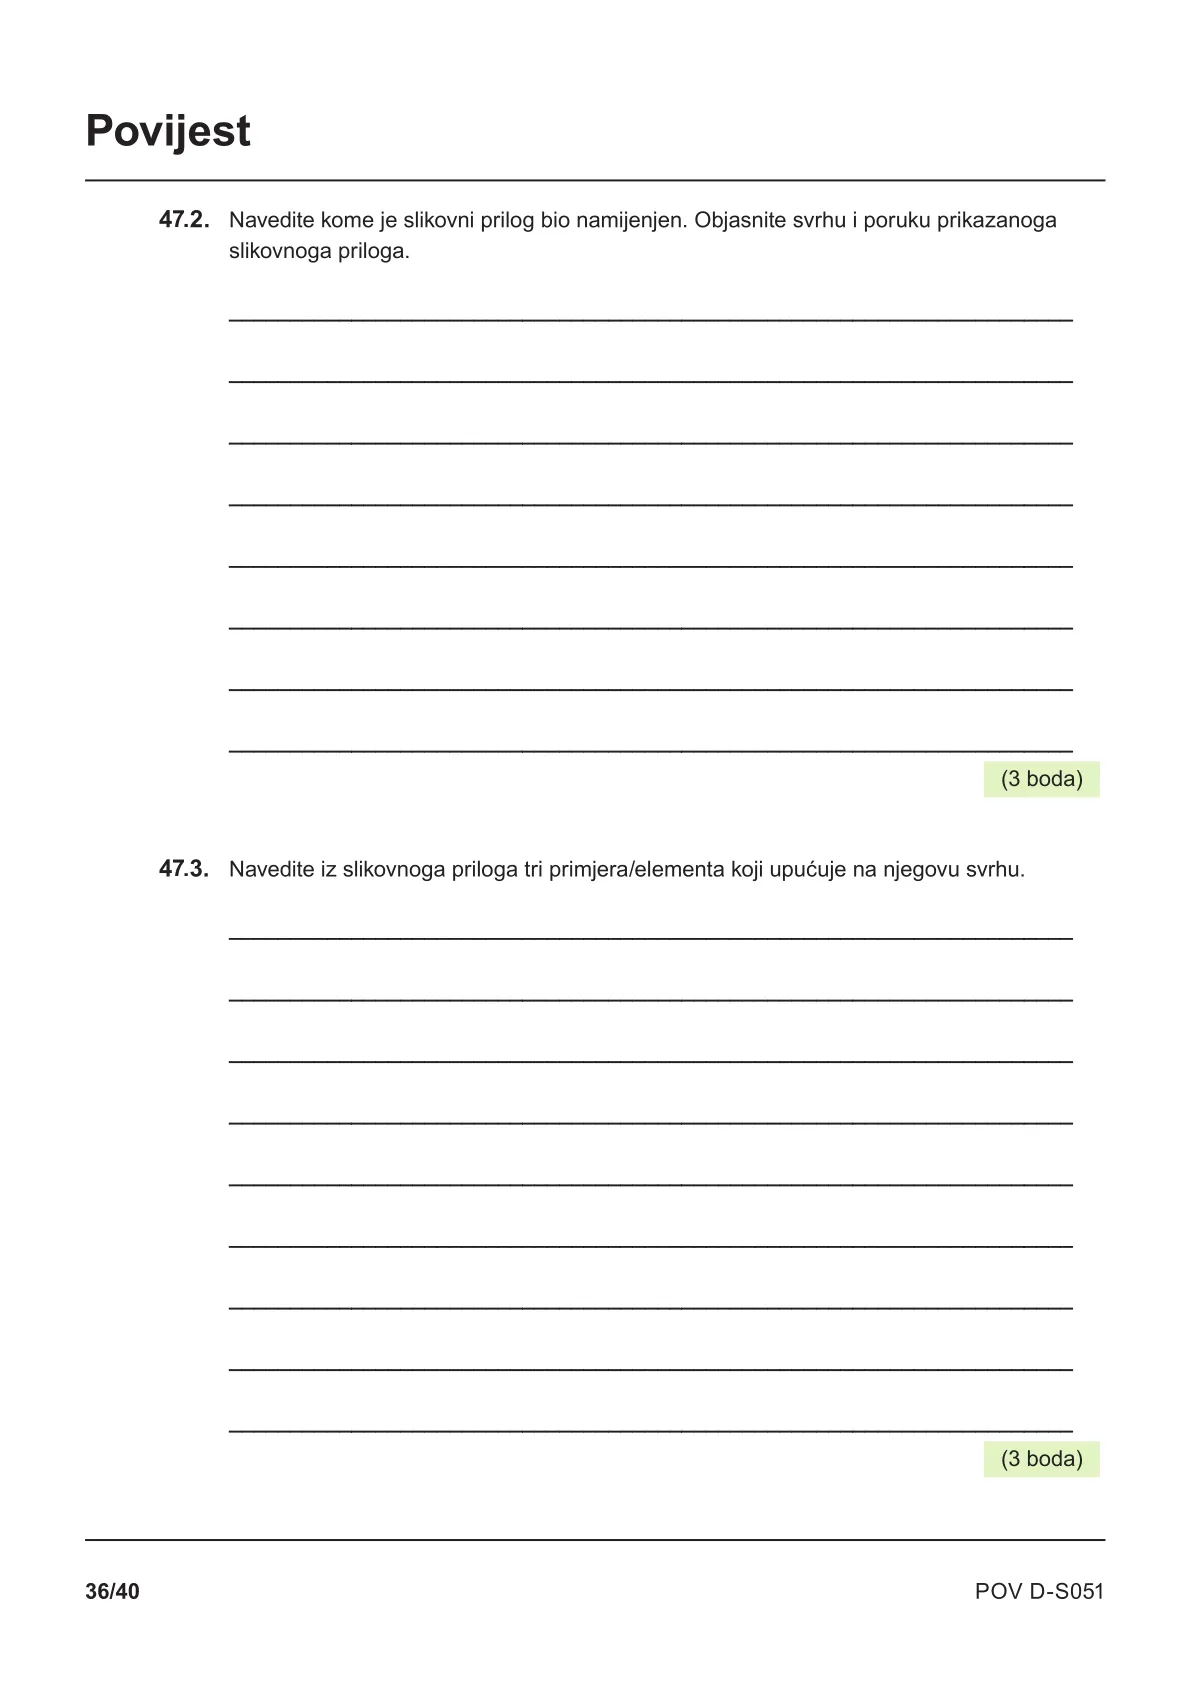 Povijest
47.2. Navedite kome je slikovni prilog bio namijenjen. Objasnite svrhu i poruku prikazanoga
slikovnoga priloga.
(3 boda)
47.3. Navedite iz slikovnoga priloga tri primjera/elementa koji upućuje na njegovu svrhu.
(3 boda)
36/40
POV D-S051